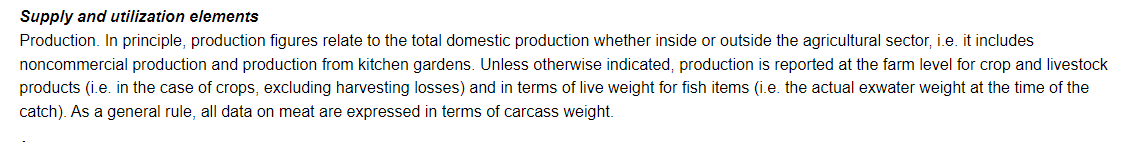 Supply and utilization elements
Production. In principle, production figures relate to the total domestic production whether inside or outside the agricultural sector, i.e. it includes
noncommercial production and production from kitchen gardens. Unless otherwise indicated, production is reported at the farm level for crop and livestock
products (i.e. in the case of crops, excluding harvesting losses) and in terms of live weight for fish items (i.e. the actual exwater weight at the time of the
catch). As a general rule, all data on meat are expressed in terms of carcass weight.